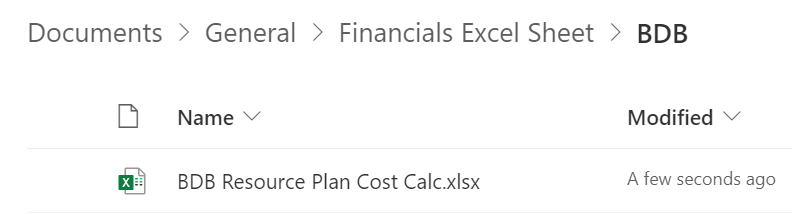 Documents > General > Financials Excel Sheet > BDB
Name Modified
BDB Resource Plan Cost Calc.xlsx A few seconds ago